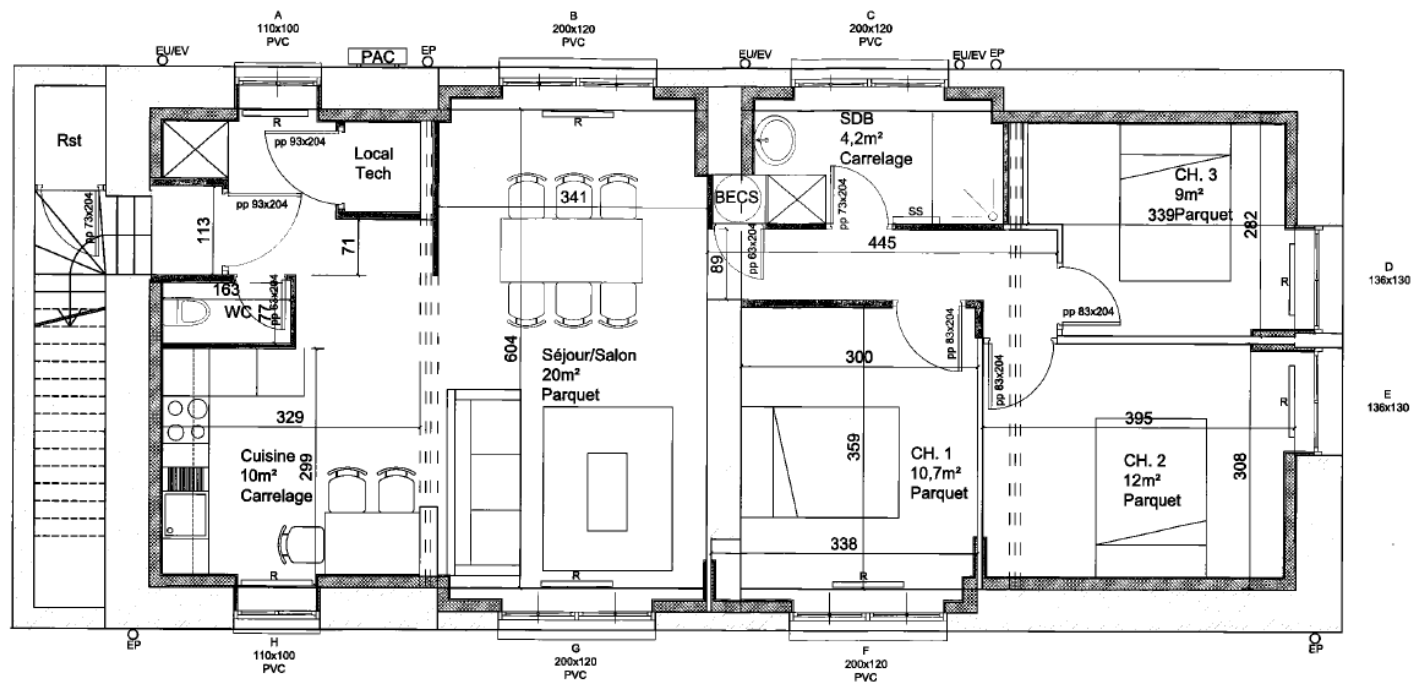 A
110x100
PVC
B
200x120
PVC
C
200x120
PVC
EU/EV
PAC
EP
EU/EV
EU/EV
EP
Rst
R
pp 93x204
Local
Tech
R
SDB
4,2m²
Carrelage
CH. 3
9m²
339
Parquet
282
pp 73x204
113
pp 93x204
71
341
BECS
pp 73x204
SS
445
89
pp 63x204
D
136x130
R
163
WC
77
pp 63x204
pp 83x204
pp 83x204
604
Séjour/Salon
20m²
Parquet
300
pp 83x204
E
136x130
R
329
Cuisine
10m²
Carrelage
299
359
CH. 1
10,7m²
Parquet
395
CH. 2
12m²
Parquet
308
338
R
R
R
EP
H
110x100
PVC
G
200x120
PVC
F
200x120
PVC
EP